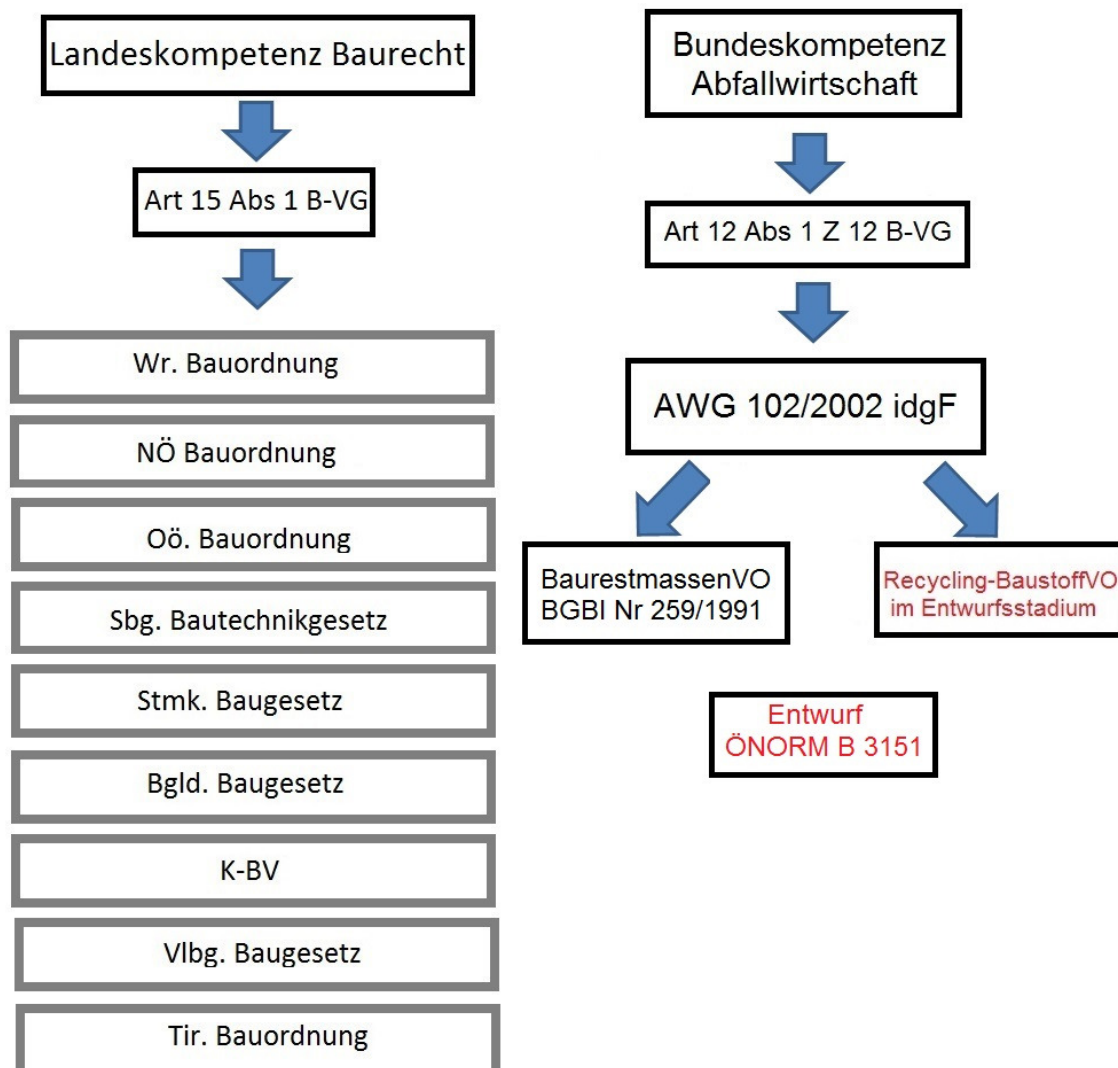 Landeskompetenz Baurecht
Art 15 Abs 1 B-VG
Wr. Bauordnung
NÖ Bauordnung
Oö. Bauordnung
Sbg. Bautechnikgesetz
Stmk. Baugesetz
Bgld. Baugesetz
K-BV
Vlbg. Baugesetz
Tir. Bauordnung
Bundeskompetenz
Abfallwirtschaft
Art 12 Abs 1 Z 12 B-VG
AWG 102/2002 idgF
BaurestmassenVO
BGBl Nr 259/1991
Recycling-BaustoffVO
im Entwurfsstadium
Entwurf
ÖNORM B 3151